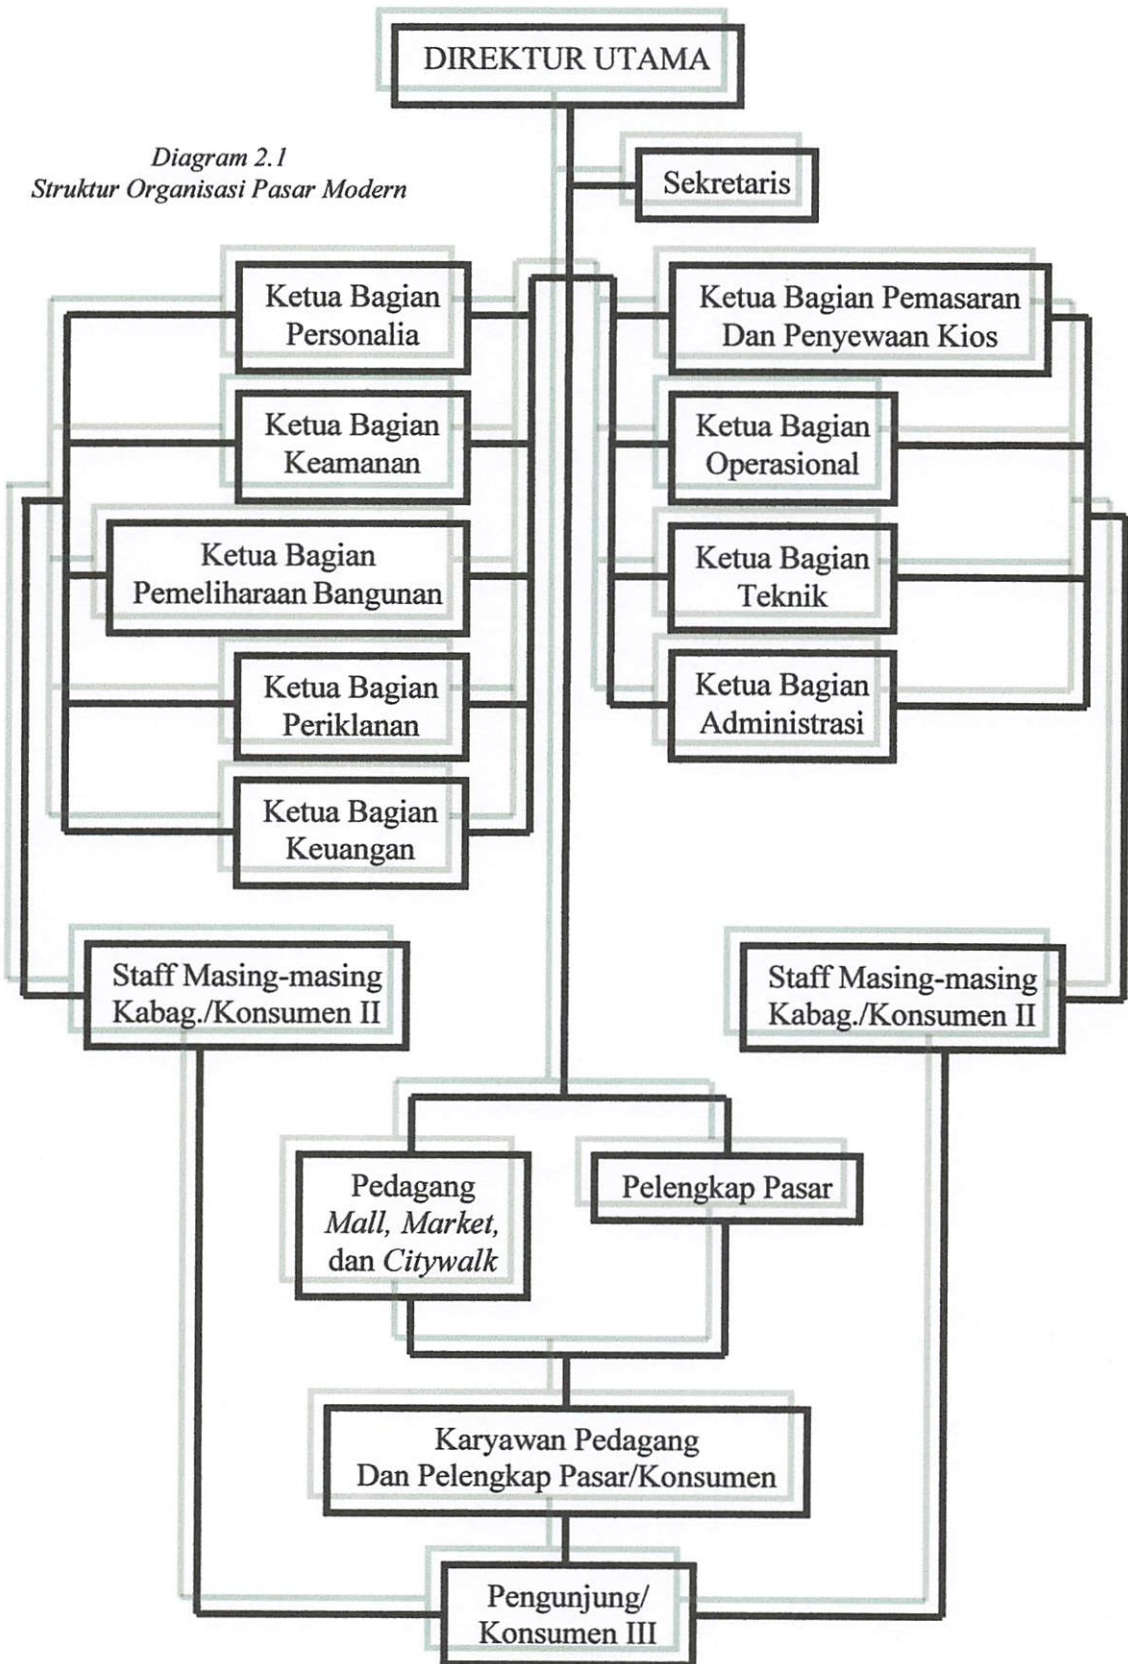 DIREKTUR UTAMA
Diagram 2.1
Struktur Organisasi Pasar Modern
Sekretaris
Ketua Bagian
Personalia
Ketua Bagian Pemasaran
Dan Penyewaan Kios
Ketua Bagian
Keamanan
Ketua Bagian
Operasional
Ketua Bagian
Pemeliharaan Bangunan
Ketua Bagian
Teknik
Ketua Bagian
Periklanan
Ketua Bagian
Administrasi
Ketua Bagian
Keuangan
Staff Masing-masing
Kabag./Konsumen II
Staff Masing-masing
Kabag./Konsumen II
Pedagang
Mall, Market,
dan Citywalk
Pelengkap Pasar
Karyawan Pedagang
Dan Pelengkap Pasar/Konsumen
Pengunjung/
Konsumen III